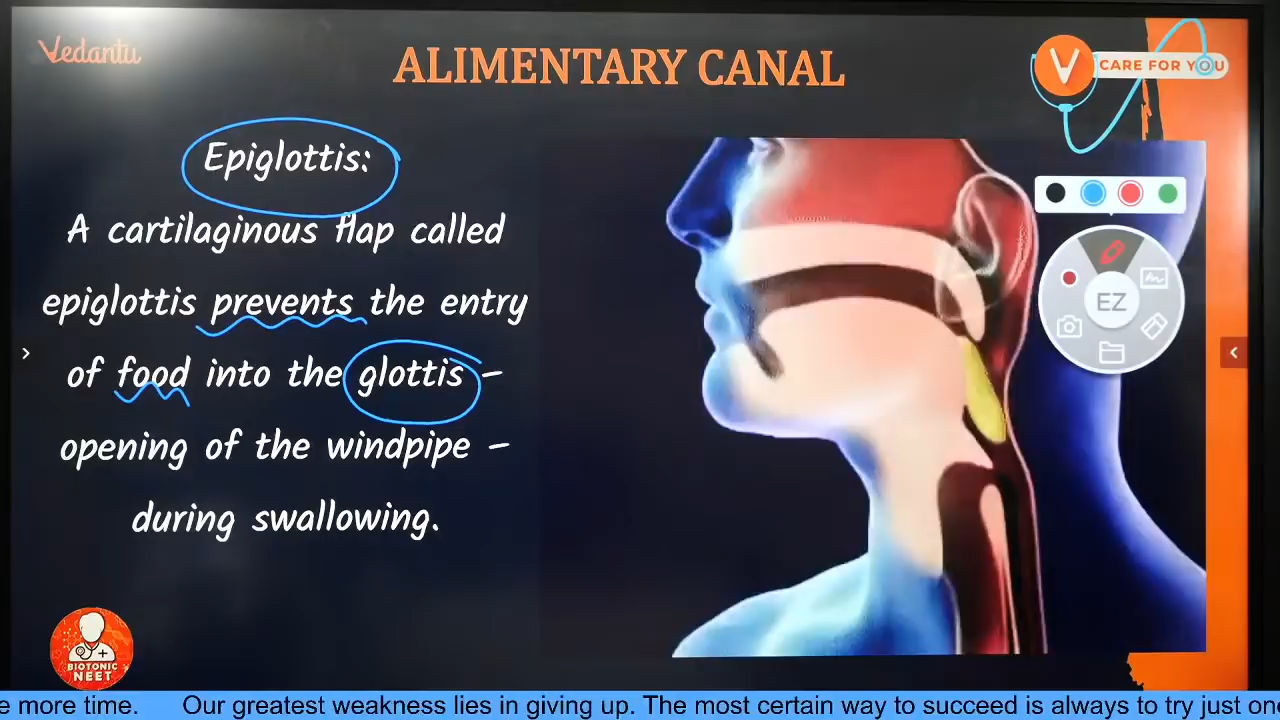 Vedantu
ALIMENTARY CANAL
V CARE FOR YOU
Epiglottis:
A cartilaginous flap called
epiglottis prevents the entry
of food into the glottis –
opening of the windpipe –
during swallowing.
EZ
BIOTONIC
NEET
e more time. Our greatest weakness lies in giving up. The most certain way to succeed is always to try just one